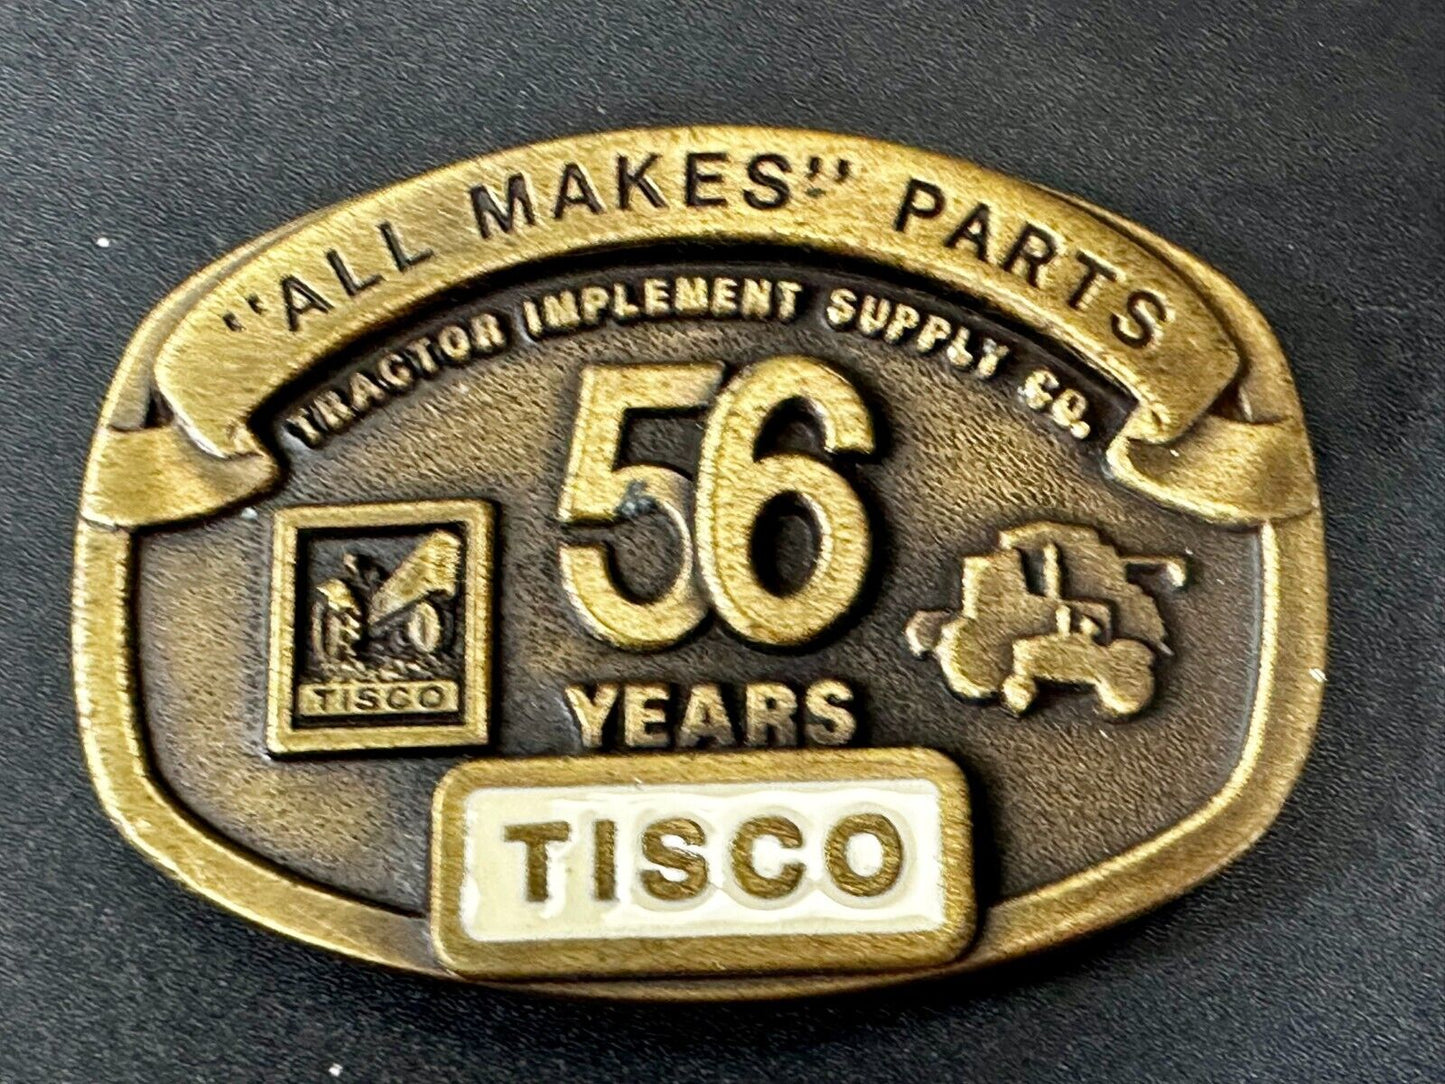 "ALL MAKES" PARTS
TRACTOR IMPLEMENT SUPPLY CO.
56
YEARS
TISCO
TISCO